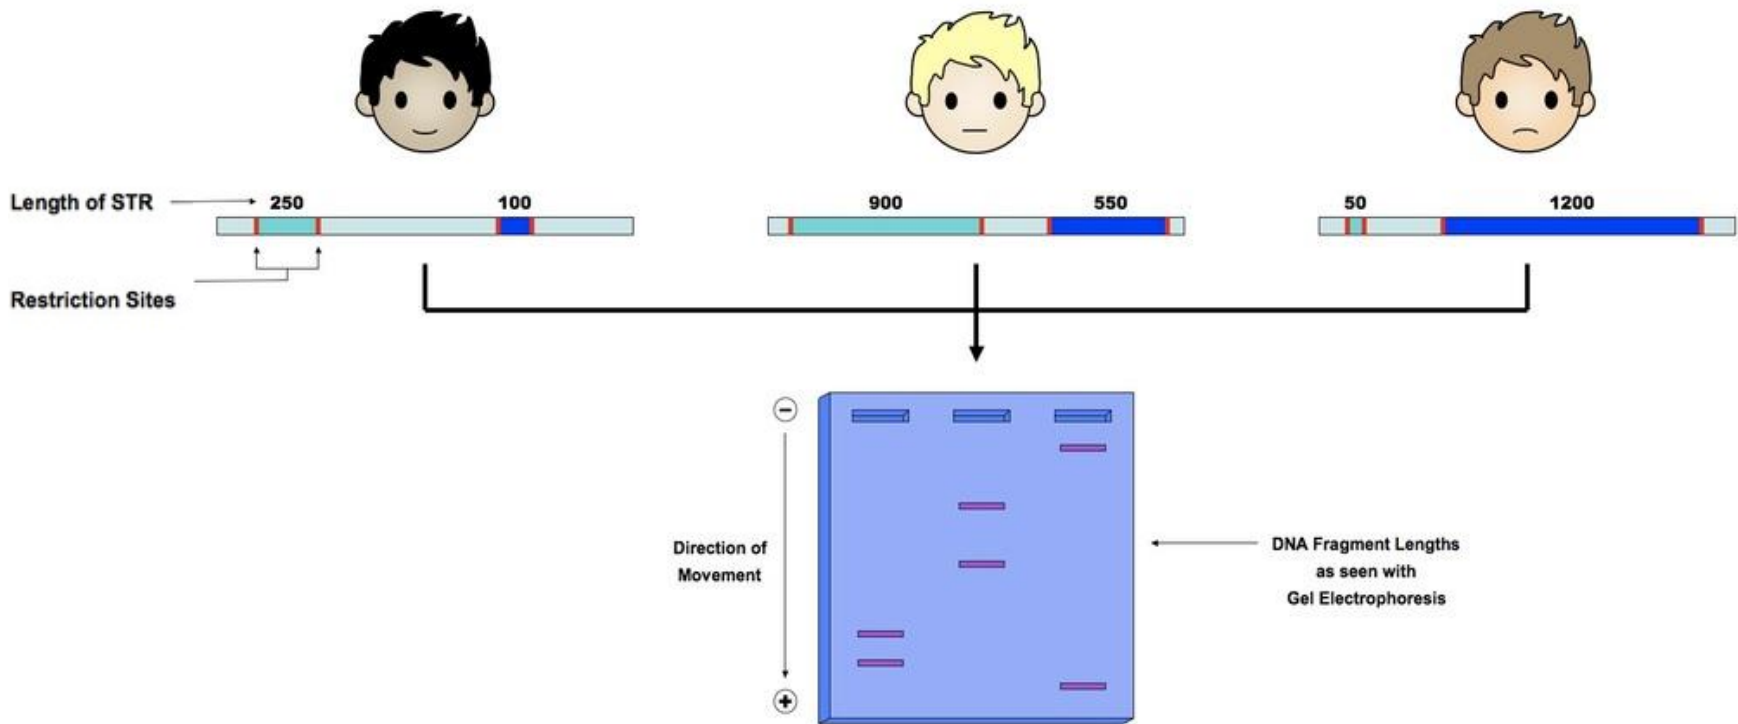 Length of STR
250
100
900
550
50
1200
Restriction Sites
−
Direction of
Movement
+
DNA Fragment Lengths
as seen with
Gel Electrophoresis